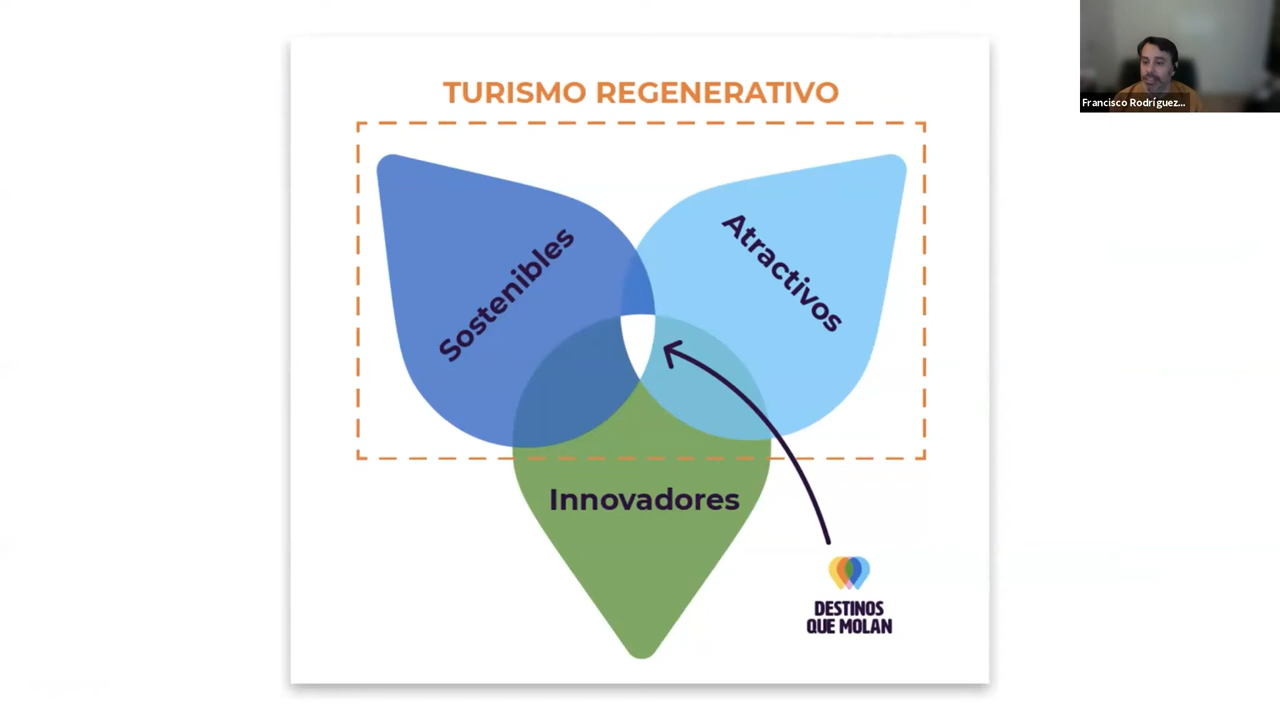 TURISMO REGENERATIVO
Sostenibles
Atractivos
Innovadores
DESTINOS
QUE MOLAN
Francisco Rodríguez...